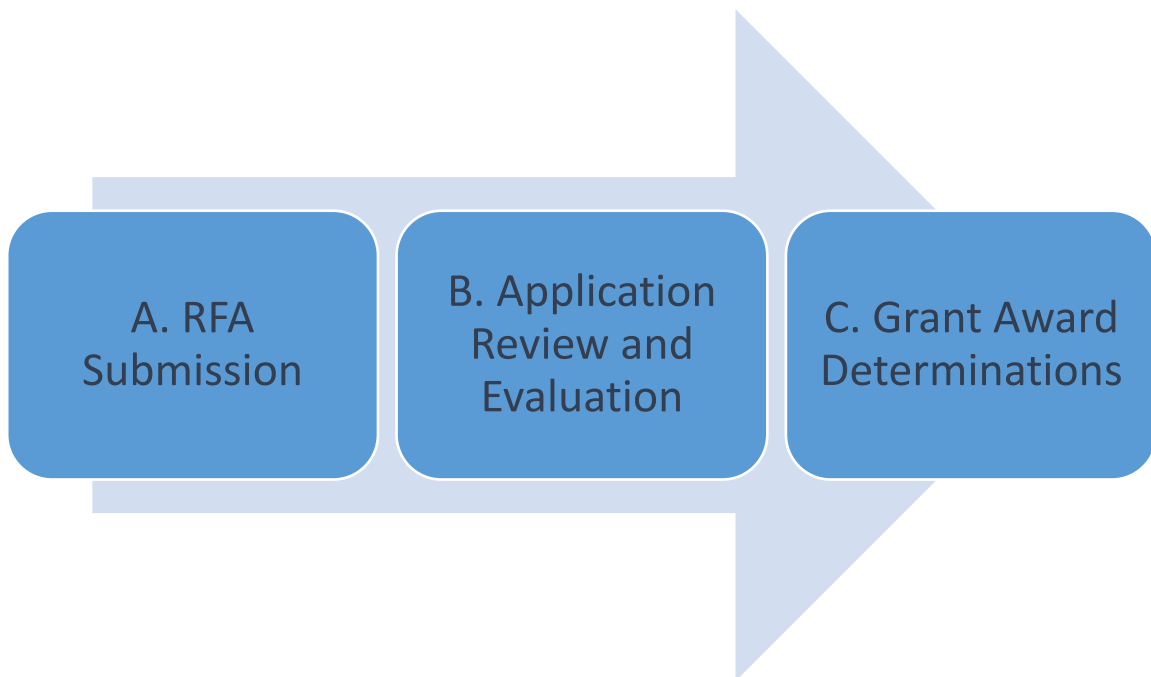 A. RFA
Submission
B. Application
Review and
Evaluation
C. Grant Award
Determinations